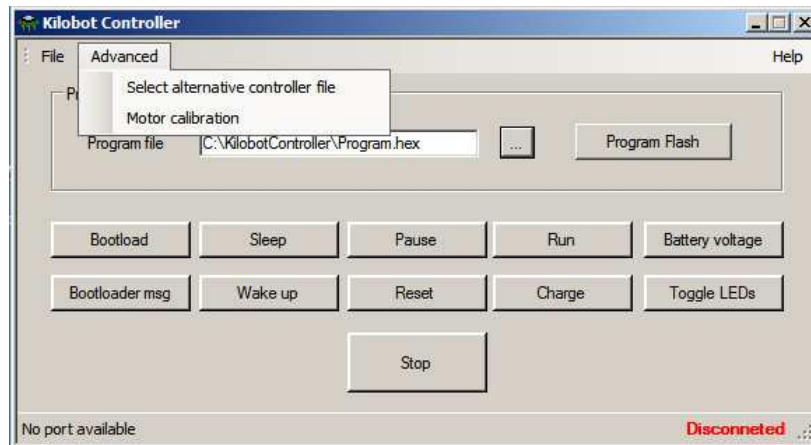 Kilobot Controller
File Advanced Help
Select alternative controller file
Motor calibration
Program file C:\KilobotController\Program.hex ... Program Flash
Bootload Sleep Pause Run Battery voltage
Bootloader msg Wake up Reset Charge Toggle LEDs
Stop
No port available Disconneted